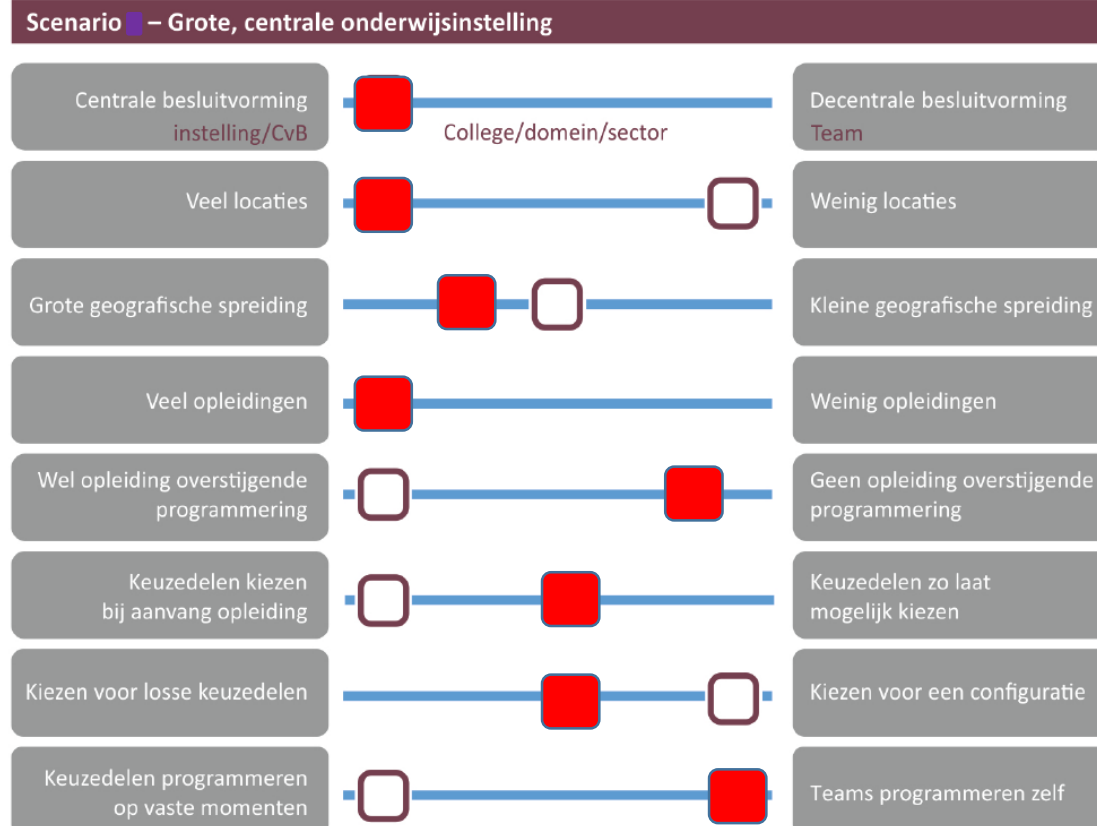 Scenario – Grote, centrale onderwijsinstelling
Centrale besluitvorming
instelling/CvB
College/domein/sector
Decentrale besluitvorming
Team
Veel locaties
Weinig locaties
Grote geografische spreiding
Kleine geografische spreiding
Veel opleidingen
Weinig opleidingen
Wel opleiding overstijgende
programmering
Geen opleiding overstijgende
programmering
Keuzedelen kiezen
bij aanvang opleiding
Keuzedelen zo laat
mogelijk kiezen
Kiezen voor losse keuzedelen
Kiezen voor een configuratie
Keuzedelen programmeren
op vaste momenten
Teams programmeren zelf